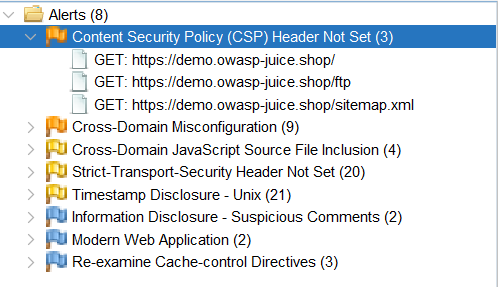 Alerts (8)
Content Security Policy (CSP) Header Not Set (3)
GET: https://demo.owasp-juice.shop/
GET: https://demo.owasp-juice.shop/ftp
GET: https://demo.owasp-juice.shop/sitemap.xml
Cross-Domain Misconfiguration (9)
Cross-Domain JavaScript Source File Inclusion (4)
Strict-Transport-Security Header Not Set (20)
Timestamp Disclosure - Unix (21)
Information Disclosure - Suspicious Comments (2)
Modern Web Application (2)
Re-examine Cache-control Directives (3)